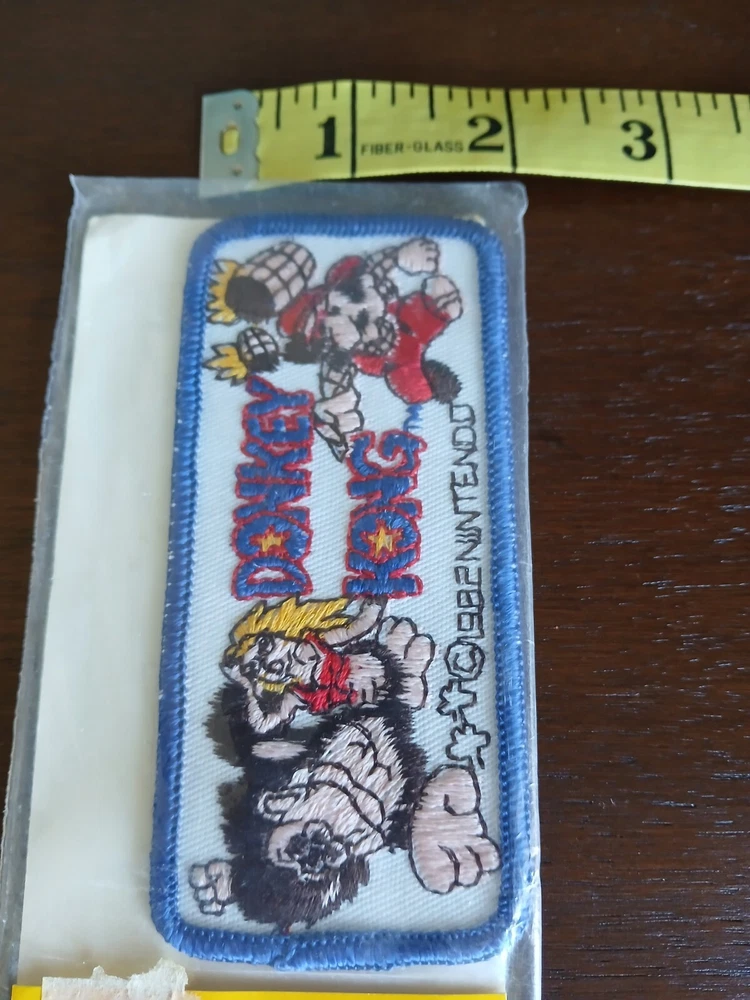 1 FIBER-GLASS 2 3
DONKEY
KONG
©1982 NINTENDO